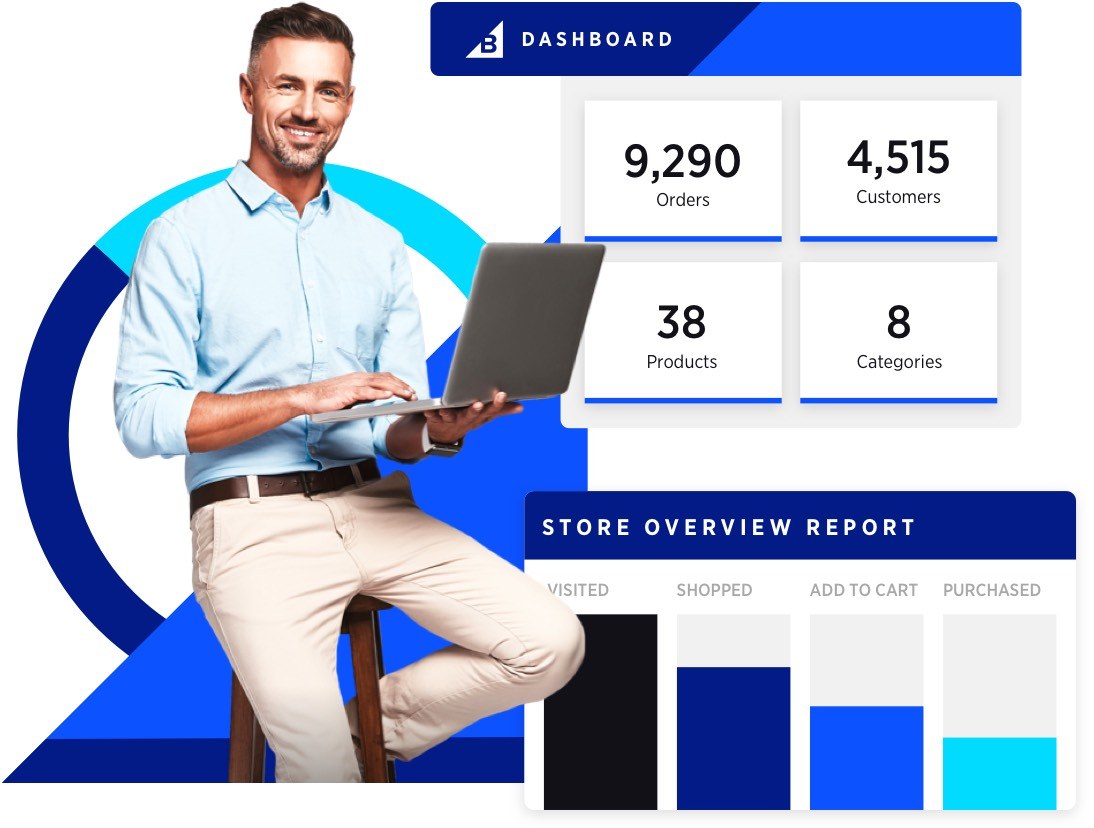 B DASHBOARD
9,290
Orders
4,515
Customers
38
Products
8
Categories
STORE OVERVIEW REPORT
VISITED
SHOPPED
ADD TO CART
PURCHASED